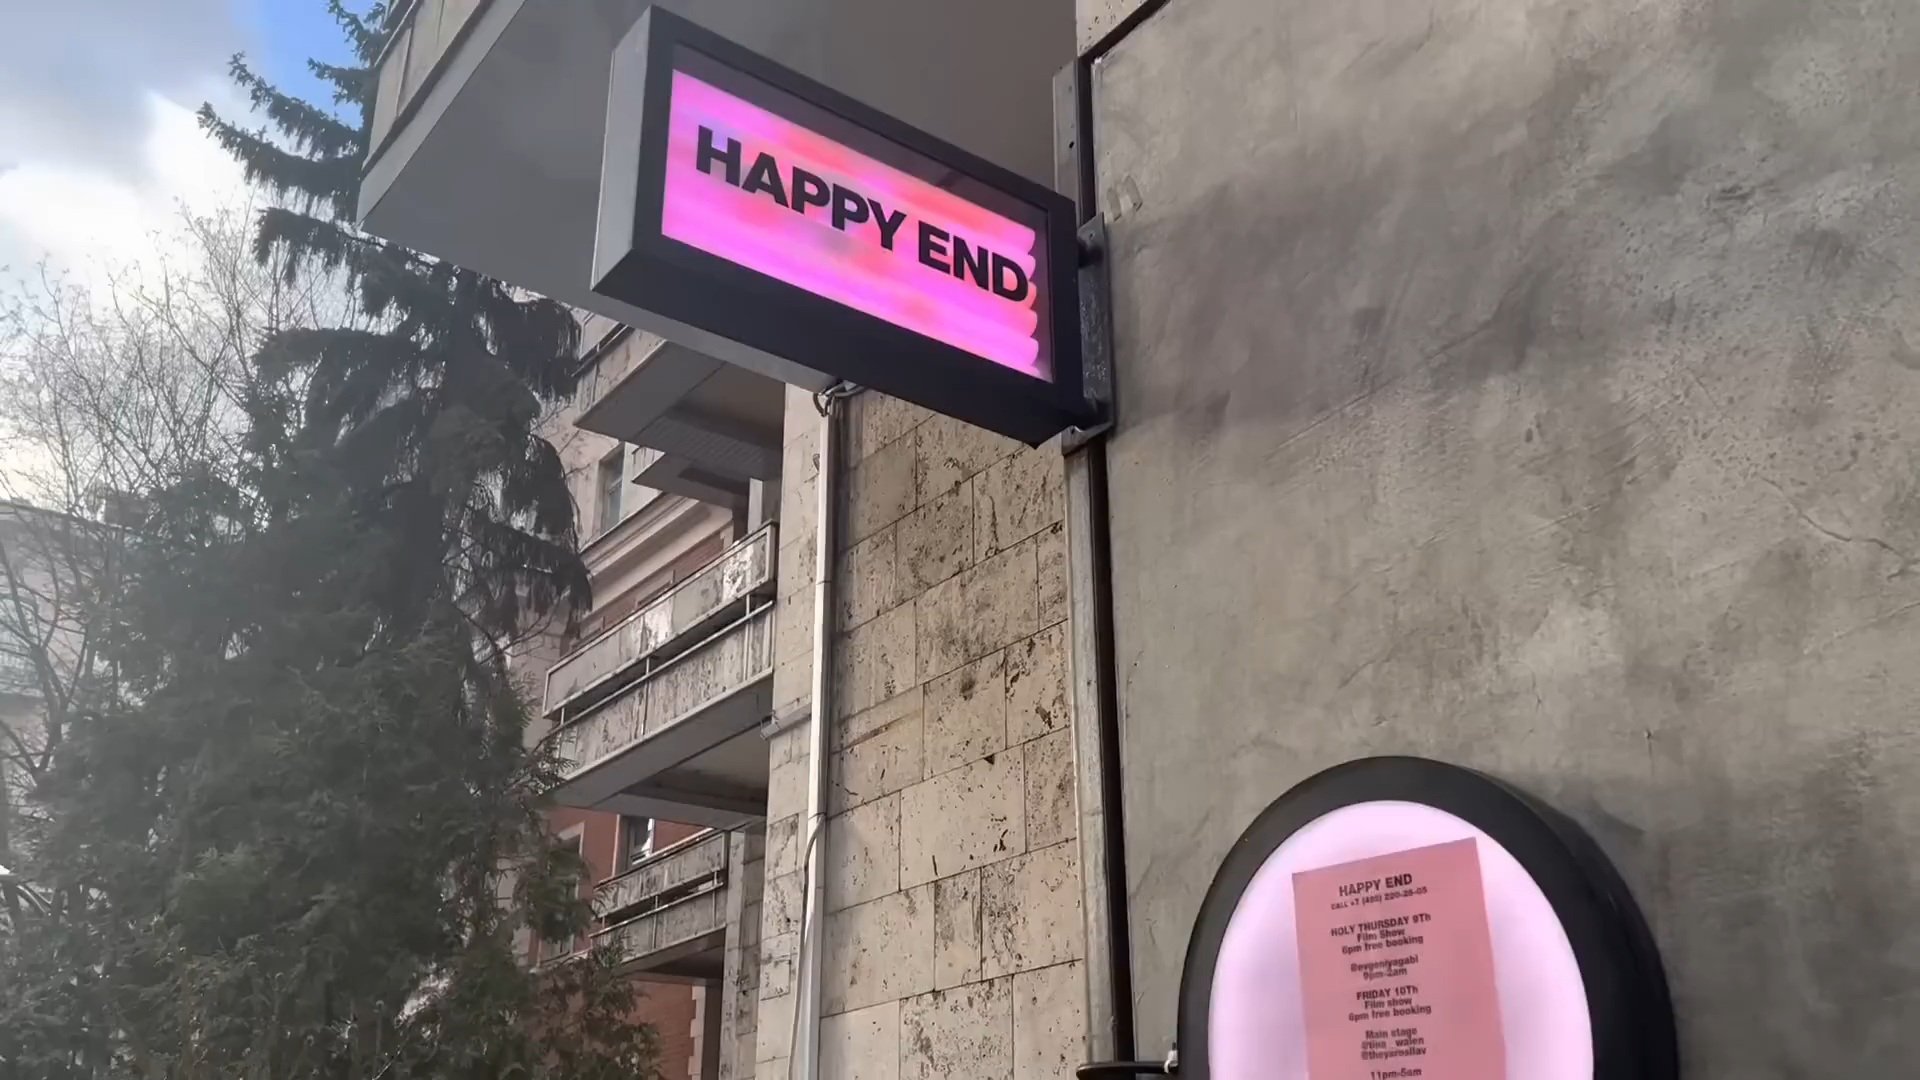 HAPPY END
HAPPY END
CALL +7 (495) 220-25-05
HOLY THURSDAY 9Th
Film Show
6pm free booking
@evgeniyagabi
9pm-2am
FRIDAY 10Th
Film show
6pm free booking
Main stage
@tina_walen
@theyaroslav
11pm-5am